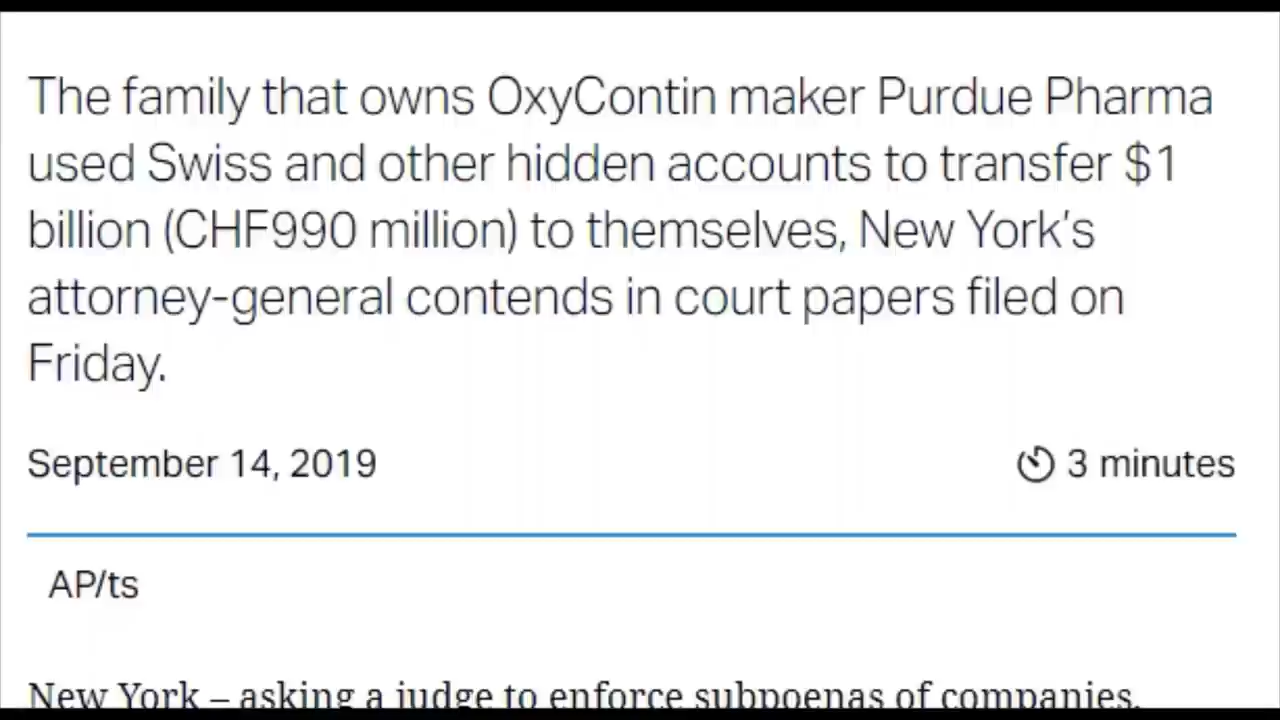 The family that owns OxyContin maker Purdue Pharma
used Swiss and other hidden accounts to transfer $1
billion (CHF990 million) to themselves, New York’s
attorney-general contends in court papers filed on
Friday.
September 14, 2019
3 minutes
AP/ts
New York – asking a judge to enforce subpoenas of companies,